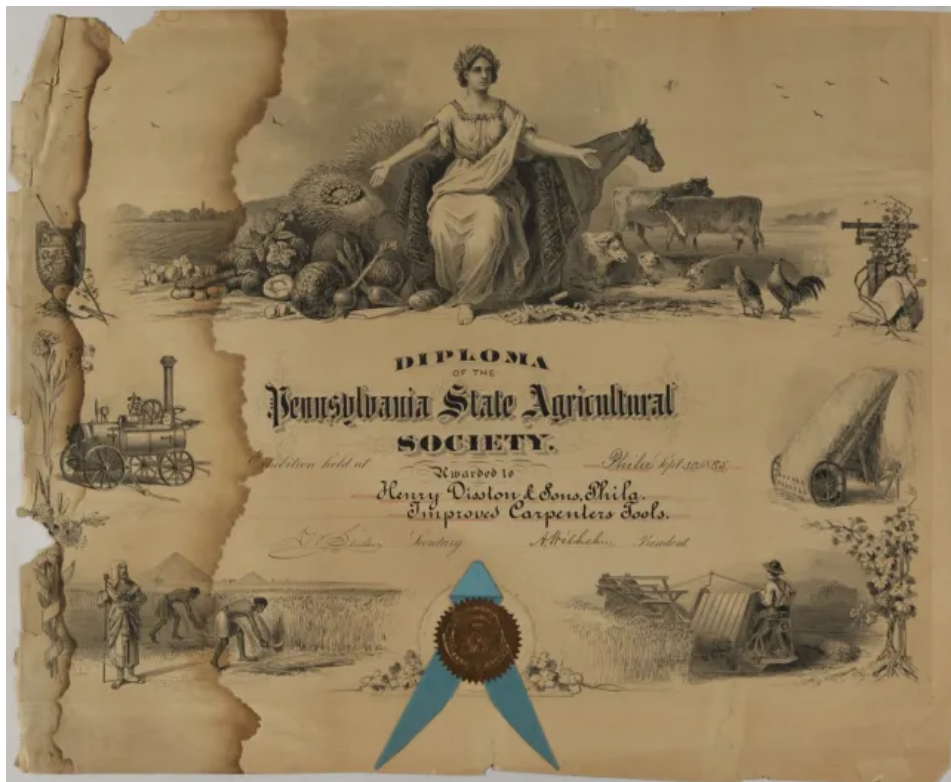 DIPLOMA
OF THE
Pennsylvania State Agricultural
SOCIETY.
Exhibition held at Phila. Sept 30 1885
Awarded to
Henry Disston & Sons, Phila.
Improved Carpenters Tools.
Secretary President